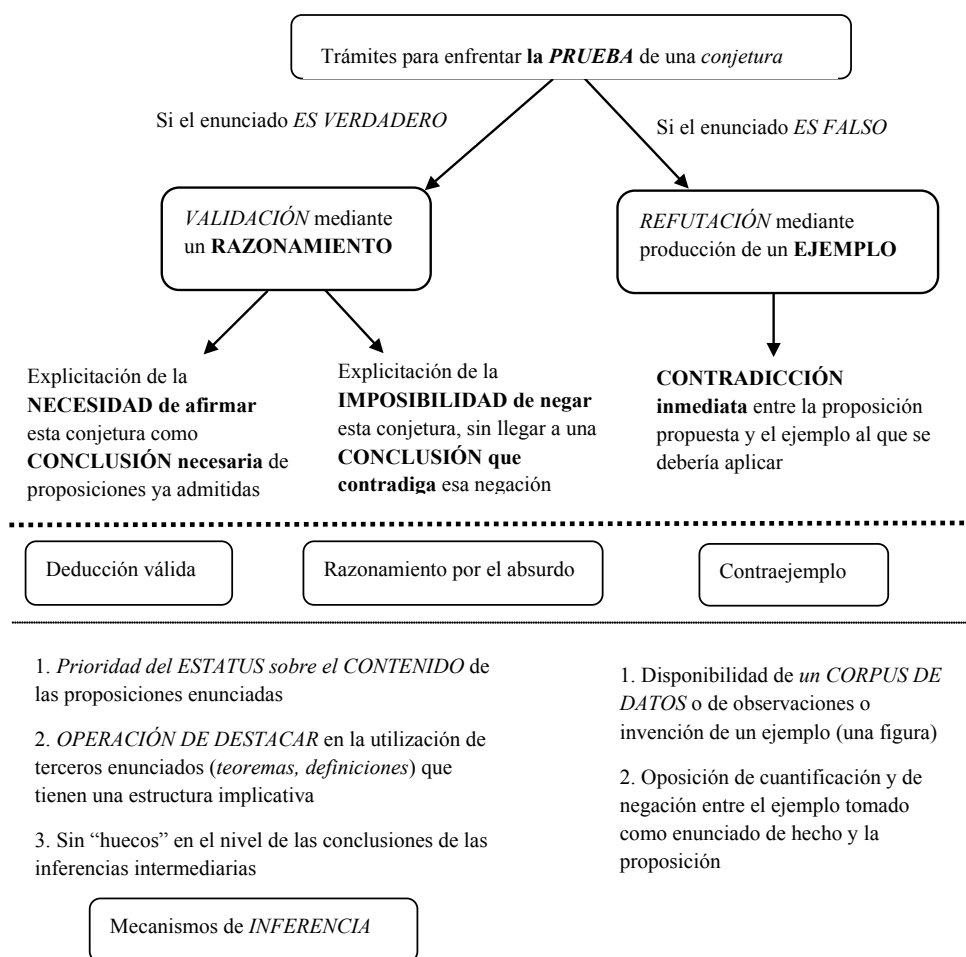 Trámites para enfrentar la PRUEBA de una conjetura
Si el enunciado ES VERDADERO
Si el enunciado ES FALSO
VALIDACIÓN mediante
un RAZONAMIENTO
REFUTACIÓN mediante
producción de un EJEMPLO
Explicitación de la
NECESIDAD de afirmar
esta conjetura como
CONCLUSIÓN necesaria de
proposiciones ya admitidas
Explicitación de la
IMPOSIBILIDAD de negar
esta conjetura, sin llegar a una
CONCLUSIÓN que
contradiga esa negación
CONTRADICCIÓN
inmediata entre la proposición
propuesta y el ejemplo al que se
debería aplicar
Deducción válida
Razonamiento por el absurdo
Contraejemplo
1. Prioridad del ESTATUS sobre el CONTENIDO de
las proposiciones enunciadas
2. OPERACIÓN DE DESTACAR en la utilización de
terceros enunciados (teoremas, definiciones) que
tienen una estructura implicativa
3. Sin “huecos” en el nivel de las conclusiones de las
inferencias intermediarias
Mecanismos de INFERENCIA
1. Disponibilidad de un CORPUS DE
DATOS o de observaciones o
invención de un ejemplo (una figura)
2. Oposición de cuantificación y de
negación entre el ejemplo tomado
como enunciado de hecho y la
proposición